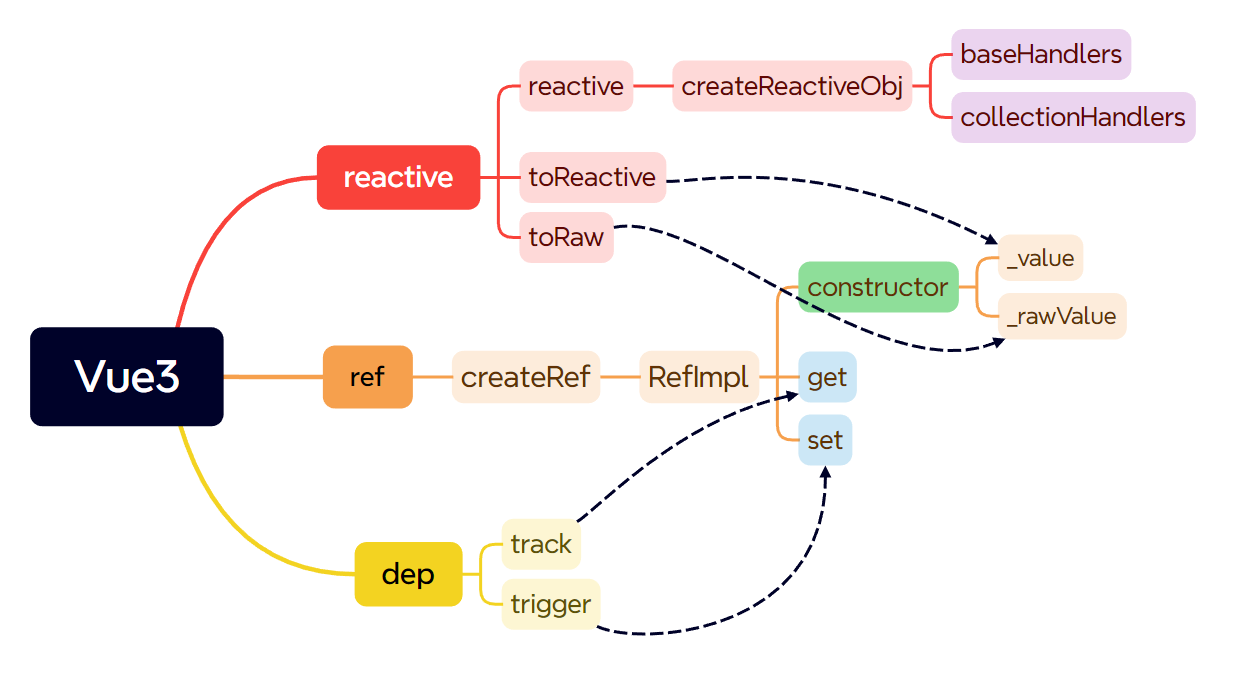 Vue3
reactive
reactive
createReactiveObj
baseHandlers
collectionHandlers
toReactive
toRaw
ref
createRef
RefImpl
constructor
_value
_rawValue
get
set
dep
track
trigger